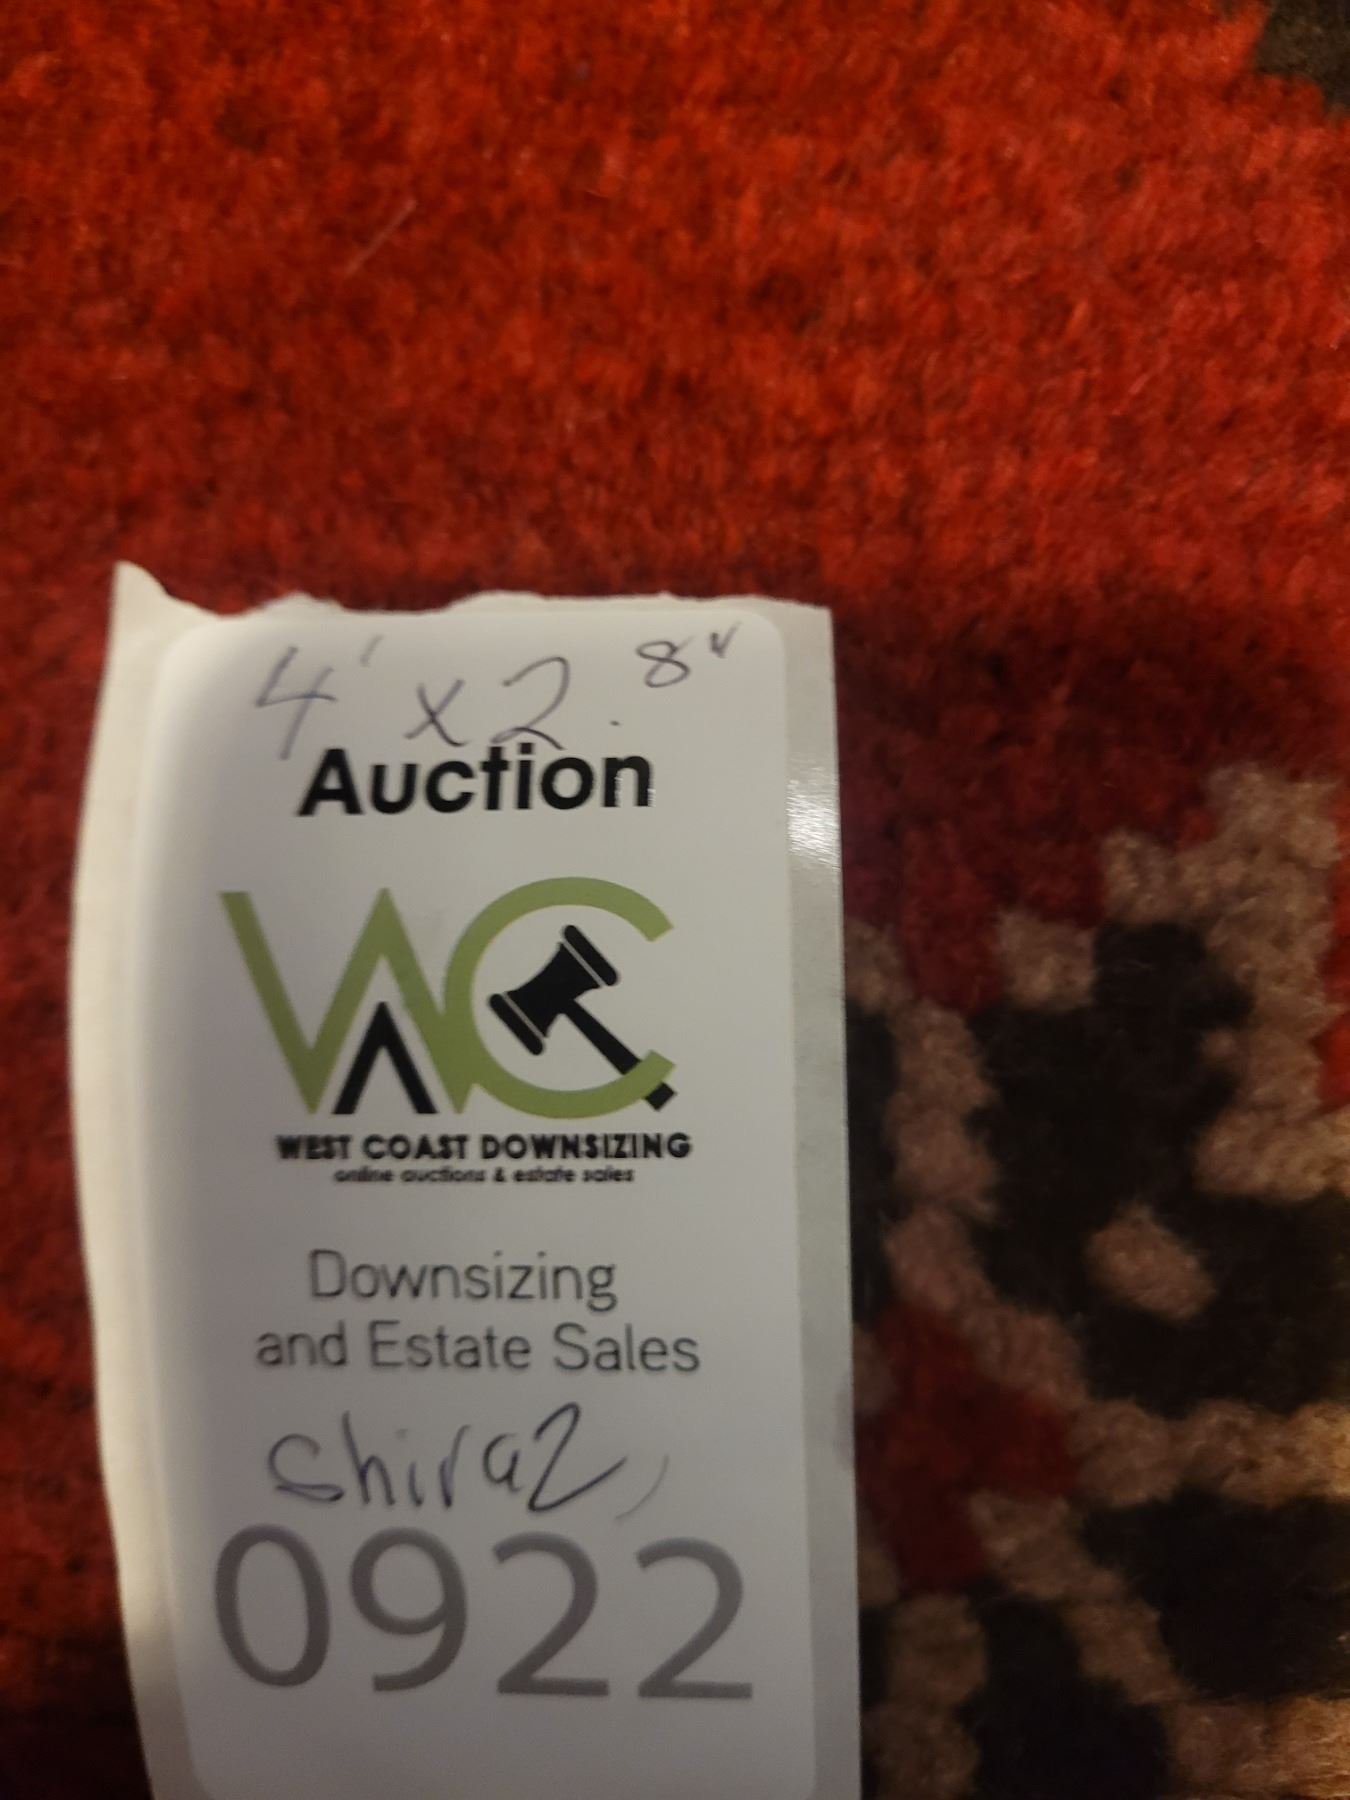 4' x 2. 8"
Auction
WC
WEST COAST DOWNSIZING
online auctions & estate sales
Downsizing
and Estate Sales
Shiraz,
0922